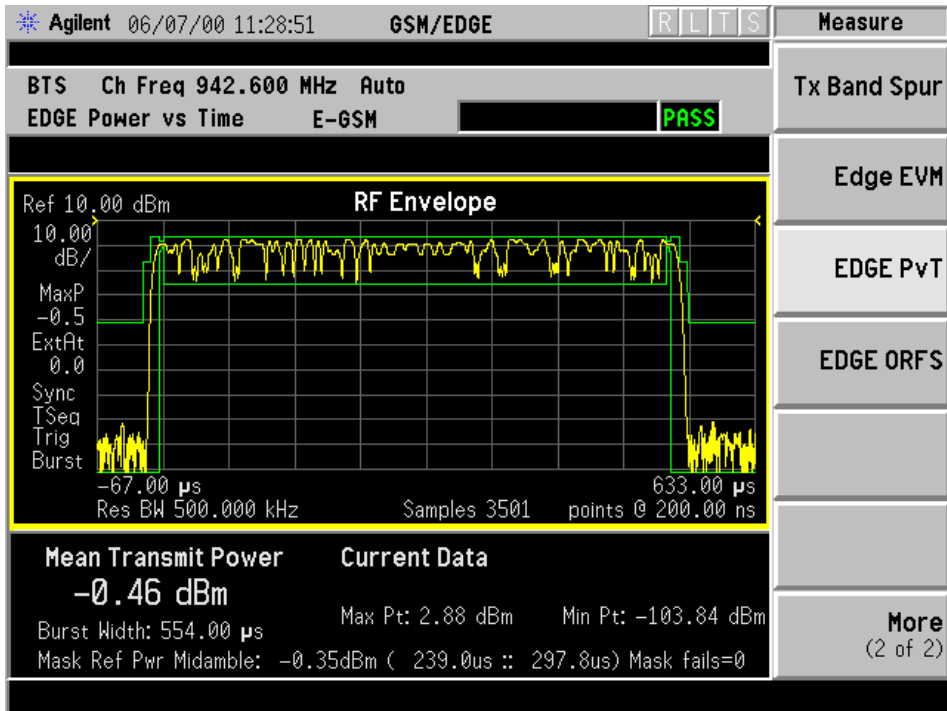 Agilent 06/07/00 11:28:51 GSM/EDGE R L T S Measure
BTS Ch Freq 942.600 MHz Auto
EDGE Power vs Time E-GSM PASS
Tx Band Spur
Edge EVM
EDGE PvT
EDGE ORFS
More
(2 of 2)
Ref 10.00 dBm RF Envelope
10.00
dB/
MaxP
-0.5
ExtAt
0.0
Sync
TSeq
Trig
Burst
-67.00 µs 633.00 µs
Res BW 500.000 kHz Samples 3501 points @ 200.00 ns
Mean Transmit Power Current Data
-0.46 dBm
Max Pt: 2.88 dBm Min Pt: -103.84 dBm
Burst Width: 554.00 µs
Mask Ref Pwr Midamble: -0.35dBm ( 239.0us :: 297.8us) Mask fails=0